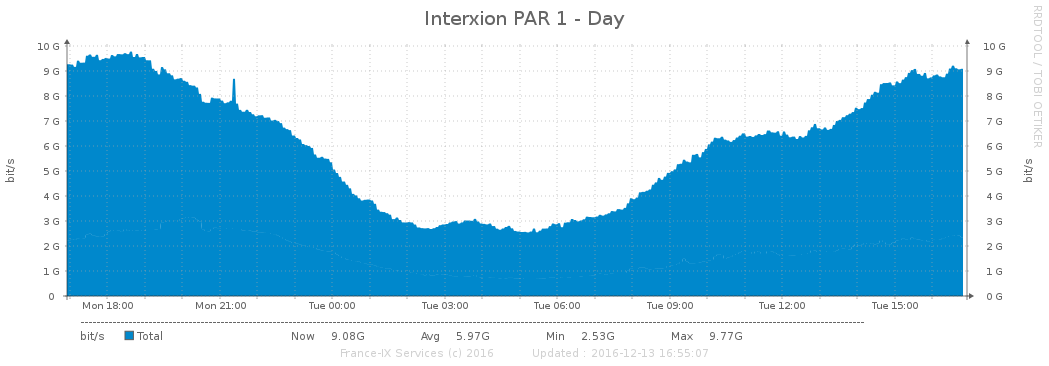 Interxion PAR 1 - Day
RRDTOOL / TOBI OETIKER
bit/s
bit/s
10 G
10 G
9 G
9 G
8 G
8 G
7 G
7 G
6 G
6 G
5 G
5 G
4 G
4 G
3 G
3 G
2 G
2 G
1 G
1 G
0
0 G
Mon 18:00 Mon 21:00 Tue 00:00 Tue 03:00 Tue 06:00 Tue 09:00 Tue 12:00 Tue 15:00
bit/s Total Now 9.08G Avg 5.97G Min 2.53G Max 9.77G
France-IX Services (c) 2016 Updated : 2016-12-13 16:55:07